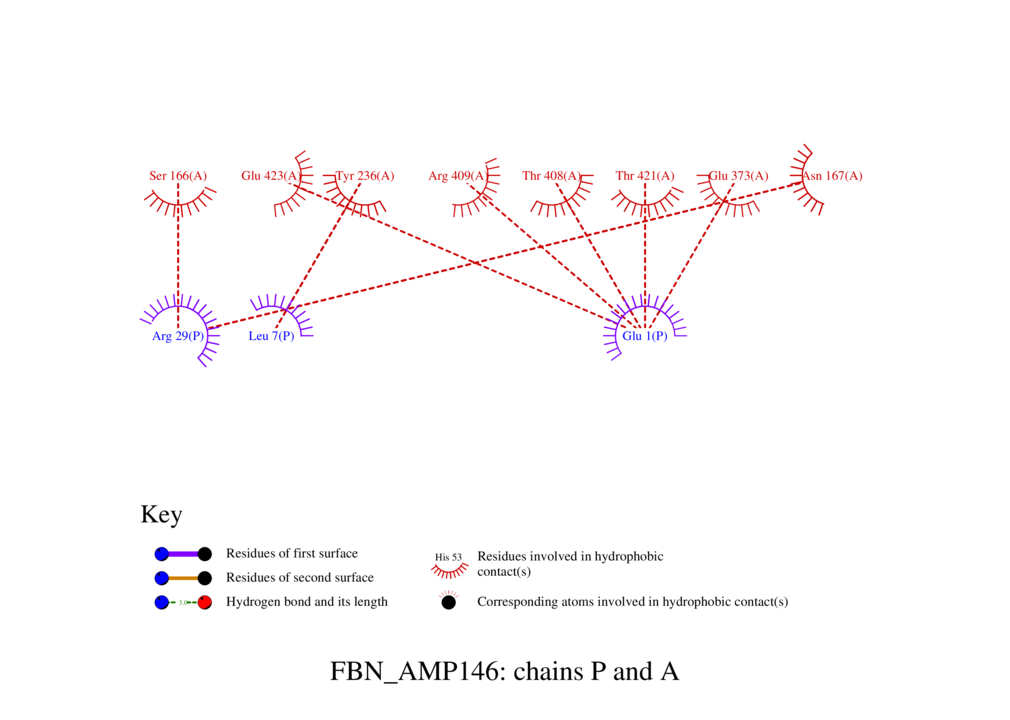 Ser 166(A) Glu 423(A) Tyr 236(A) Arg 409(A) Thr 408(A) Thr 421(A) Glu 373(A) Asn 167(A)
Arg 29(P) Leu 7(P) Glu 1(P)
Key
Residues of first surface
Residues of second surface
3.0
Hydrogen bond and its length
His 53
Residues involved in hydrophobic
contact(s)
Corresponding atoms involved in hydrophobic contact(s)
FBN_AMP146: chains P and A